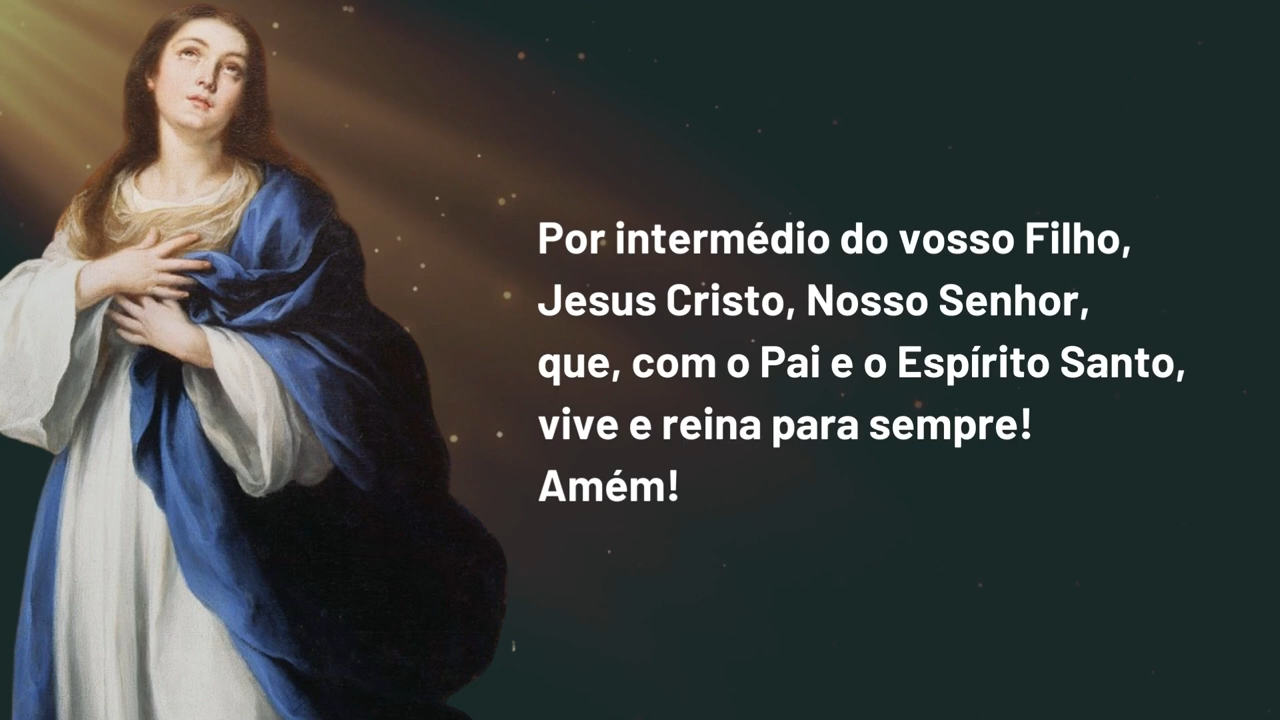 Por intermédio do vosso Filho,
Jesus Cristo, Nosso Senhor,
que, com o Pai e o Espírito Santo,
vive e reina para sempre!
Amém!